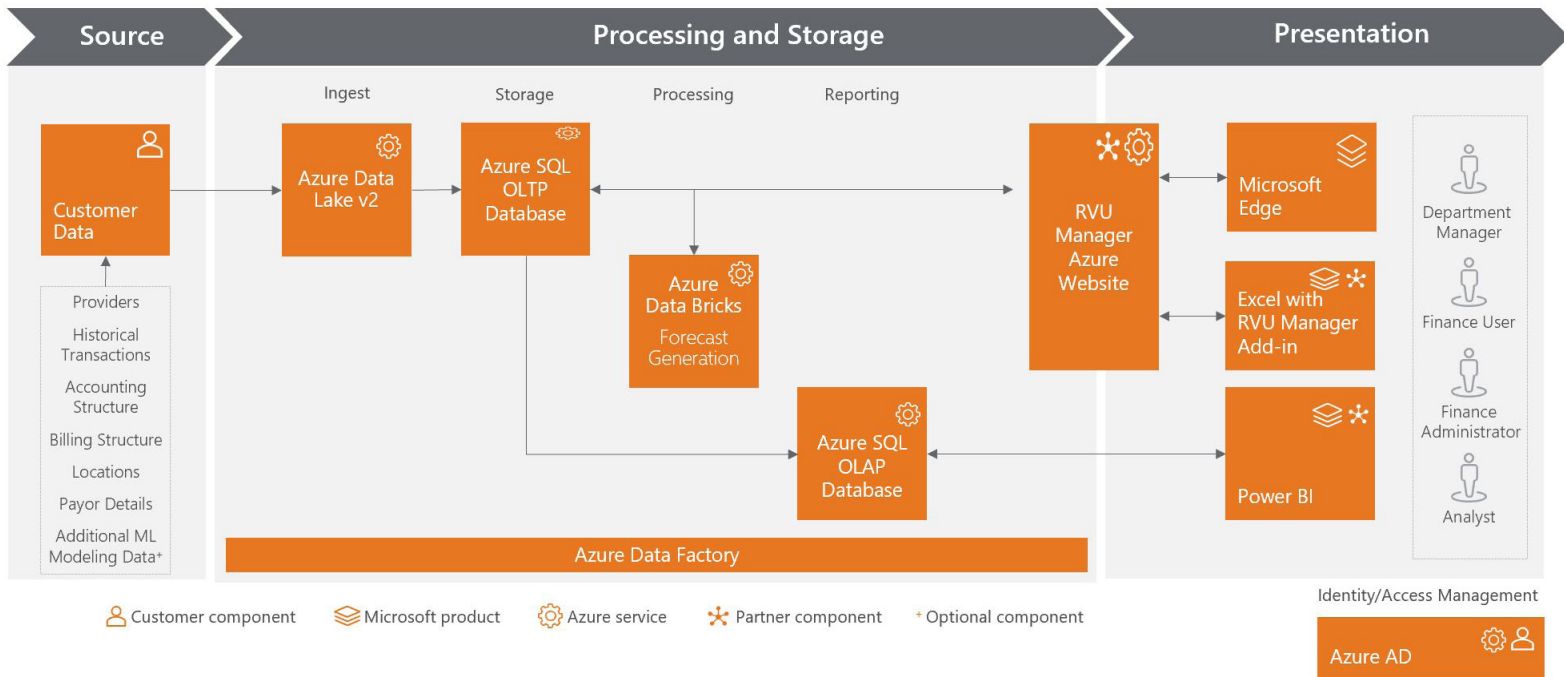 Source
Processing and Storage
Presentation
Ingest
Storage
Processing
Reporting
Customer
Data
Providers
Historical
Transactions
Accounting
Structure
Billing Structure
Locations
Payor Details
Additional ML
Modeling Data+
Azure Data
Lake v2
Azure SQL
OLTP
Database
Azure
Data Bricks
Forecast
Generation
Azure SQL
OLAP
Database
Azure Data Factory
RVU
Manager
Azure
Website
Microsoft
Edge
Excel with
RVU Manager
Add-in
Power BI
Department
Manager
Finance User
Finance
Administrator
Analyst
Customer component
Microsoft product
Azure service
Partner component
+ Optional component
Identity/Access Management
Azure AD